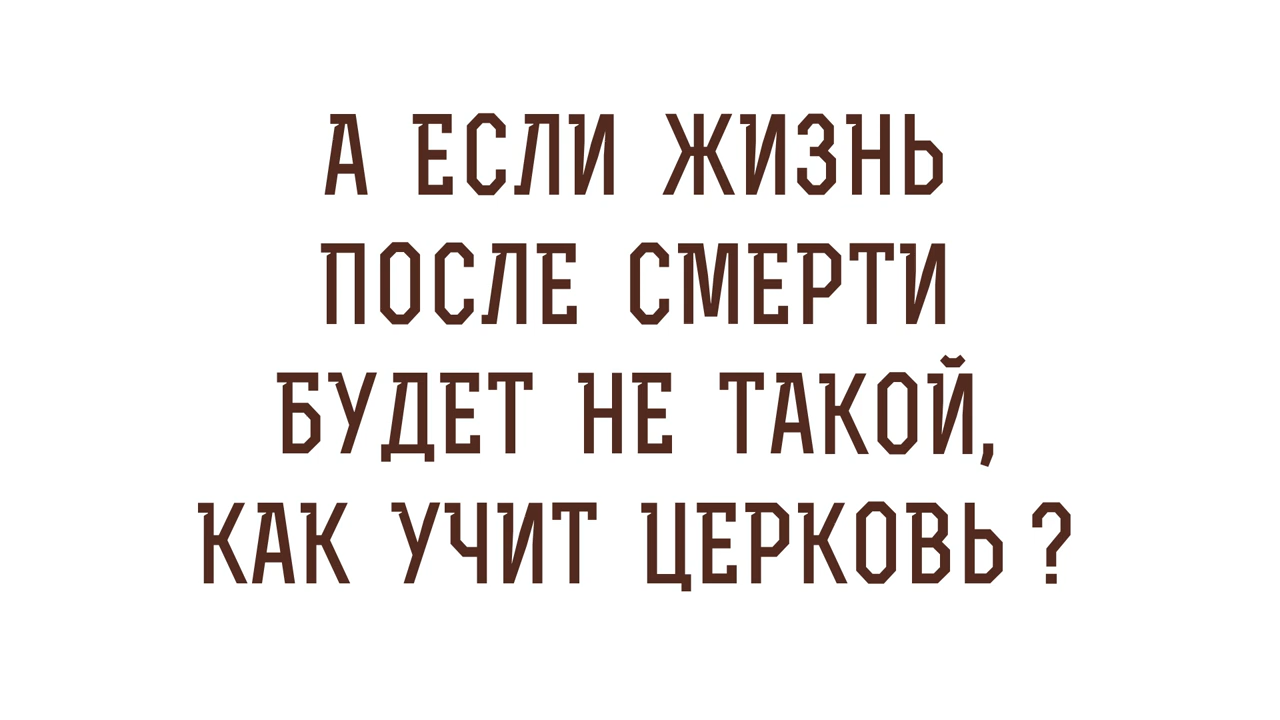 А ЕСЛИ ЖИЗНЬ
ПОСЛЕ СМЕРТИ
БУДЕТ НЕ ТАКОЙ,
КАК УЧИТ ЦЕРКОВЬ?